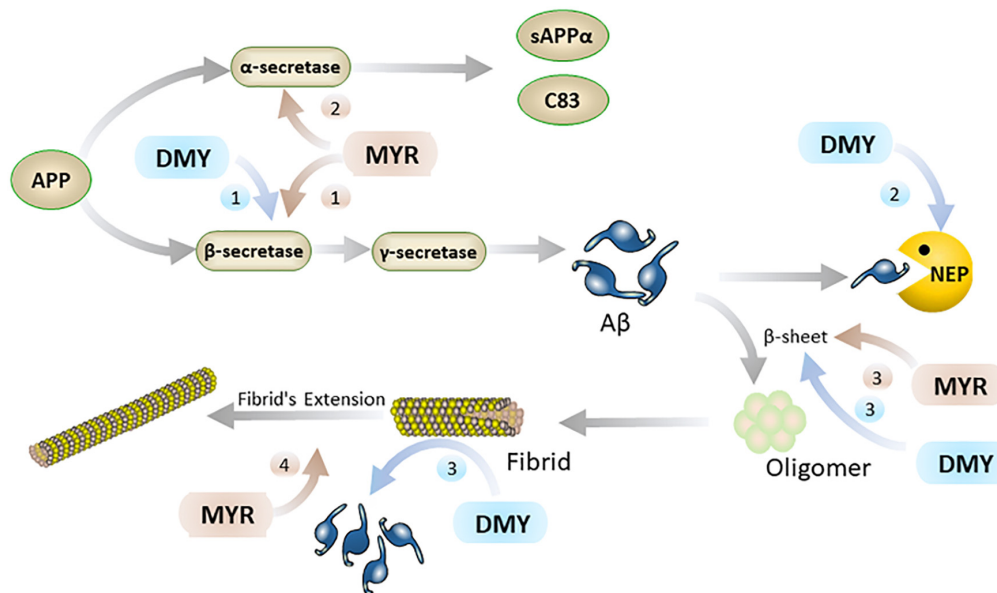 sAPPα
α-secretase
C83
2
DMY
MYR
DMY
APP
1
1
2
β-secretase
γ-secretase
NEP
Aβ
β-sheet
3
MYR
3
Fibrid's Extension
Oligomer
DMY
Fibrid
3
4
MYR
DMY